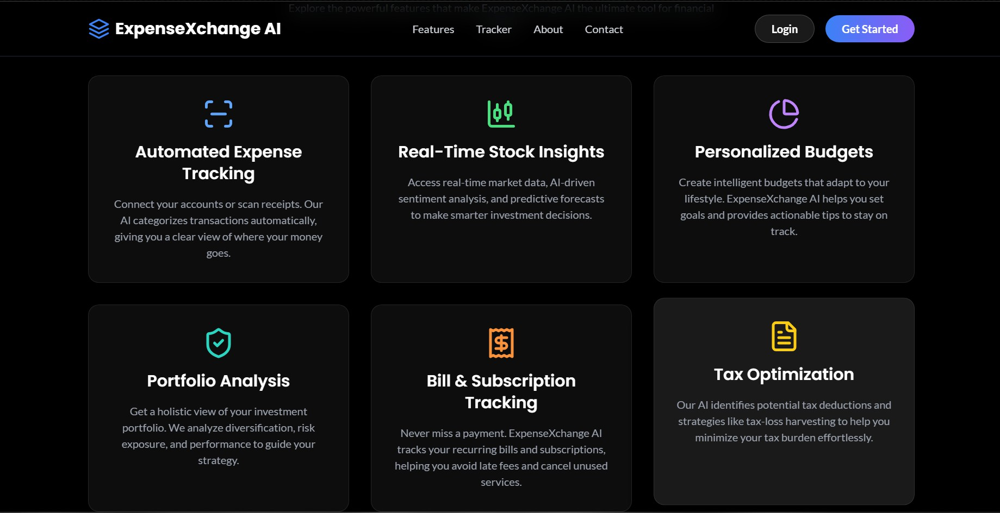 Explore the powerful features that make ExpenseXchange AI the ultimate tool for financial
ExpenseXchange AI
Features
Tracker
About
Contact
Login
Get Started
Automated Expense
Tracking
Connect your accounts or scan receipts. Our
AI categorizes transactions automatically,
giving you a clear view of where your money
goes.
Real-Time Stock Insights
Access real-time market data, AI-driven
sentiment analysis, and predictive forecasts
to make smarter investment decisions.
Personalized Budgets
Create intelligent budgets that adapt to your
lifestyle. ExpenseXchange AI helps you set
goals and provides actionable tips to stay on
track.
Portfolio Analysis
Get a holistic view of your investment
portfolio. We analyze diversification, risk
exposure, and performance to guide your
strategy.
Bill & Subscription
Tracking
Never miss a payment. ExpenseXchange AI
tracks your recurring bills and subscriptions,
helping you avoid late fees and cancel unused
services.
Tax Optimization
Our AI identifies potential tax deductions and
strategies like tax-loss harvesting to help you
minimize your tax burden effortlessly.